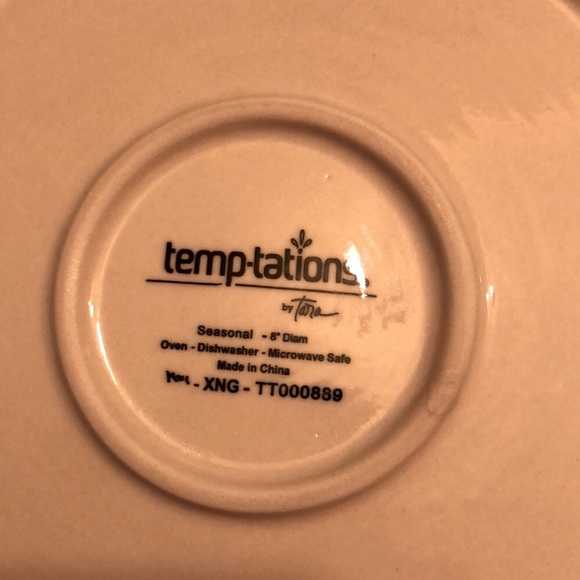 temp-tations
by Tara
Seasonal - 8" Diam
Oven - Dishwasher - Microwave Safe
Made in China
- XNG - TT000889